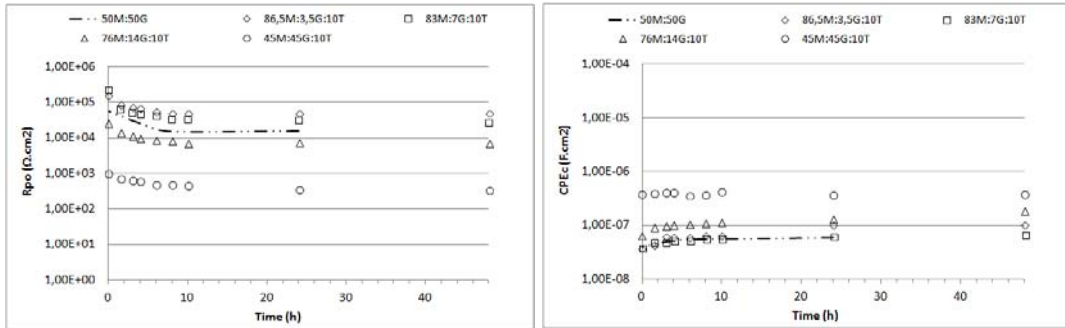 50M:50G
86,5M:3,5G:10T
83M:7G:10T
76M:14G:10T
45M:45G:10T
1,00E+06
1,00E+05
1,00E+04
1,00E+03
1,00E+02
1,00E+01
1,00E+00
Rpo (Ω.cm2)
0
10
20
30
40
Time (h)
50M:50G
86,5M:3,5G:10T
83M:7G:10T
76M:14G:10T
45M:45G:10T
1,00E-04
1,00E-05
1,00E-06
1,00E-07
1,00E-08
CPEc (F.cm2)
0
10
20
30
40
Time (h)